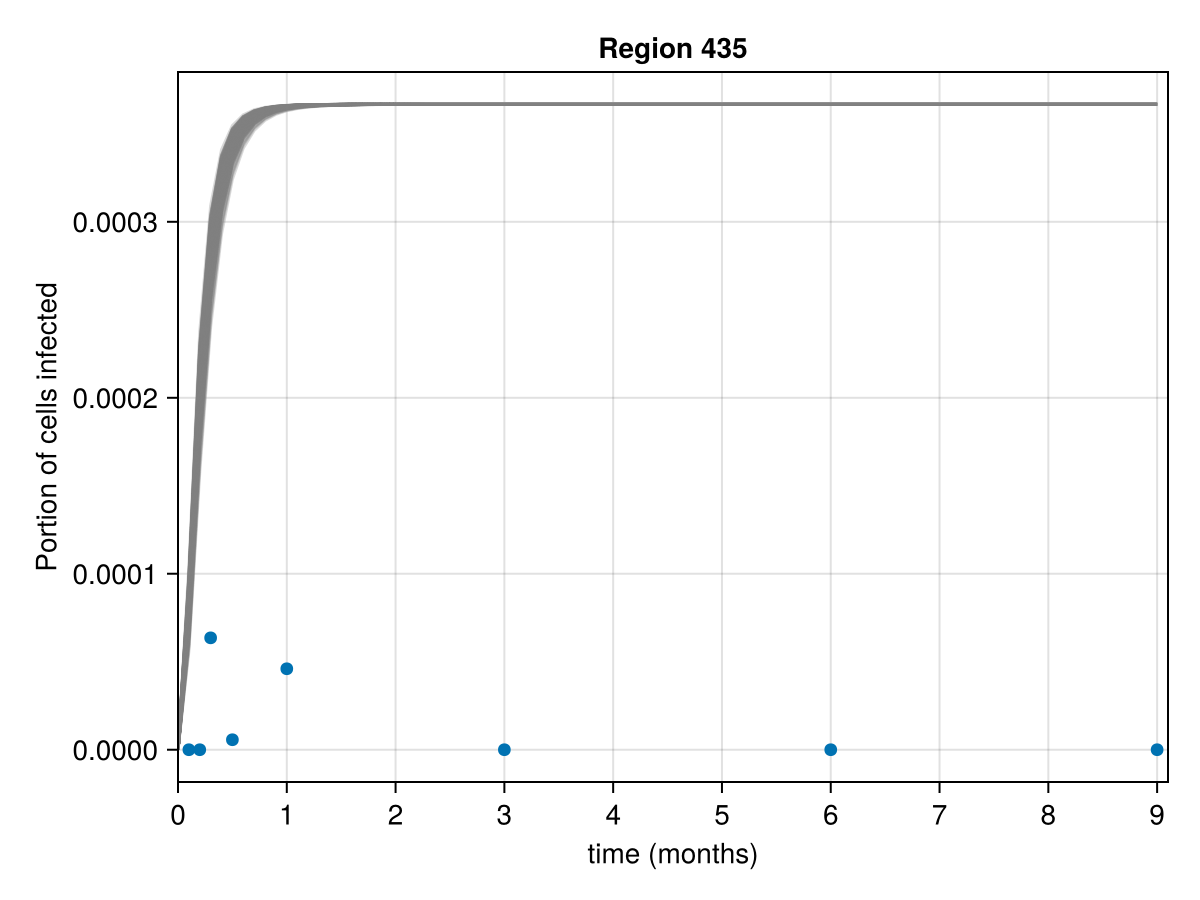 Region 435
Portion of cells infected
0.0003
0.0002
0.0001
0.0000
0 1 2 3 4 5 6 7 8 9
time (months)